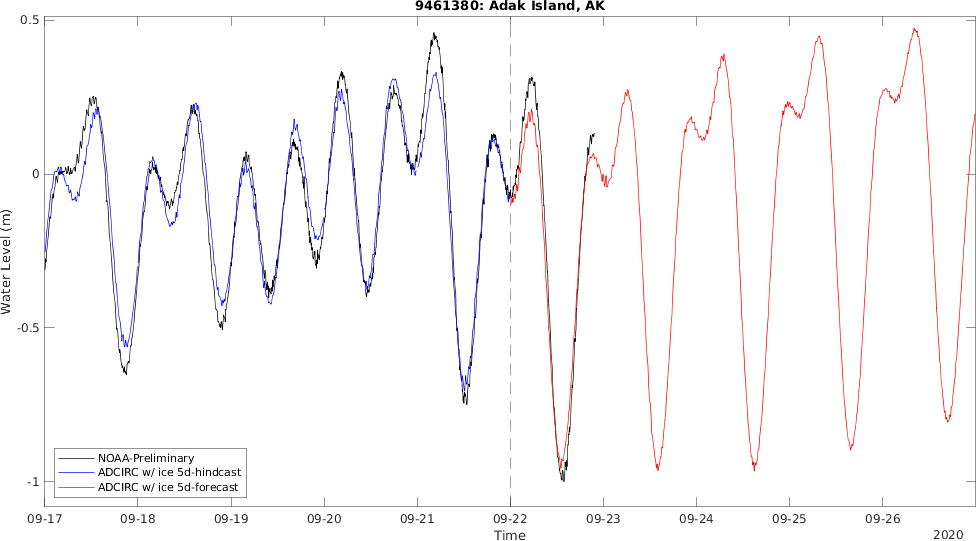 9461380: Adak Island, AK
Water Level (m)
0.5
0
-0.5
-1
NOAA-Preliminary
ADCIRC w/ ice 5d-hindcast
ADCIRC w/ ice 5d-forecast
09-17 09-18 09-19 09-20 09-21 09-22 09-23 09-24 09-25 09-26
Time
2020